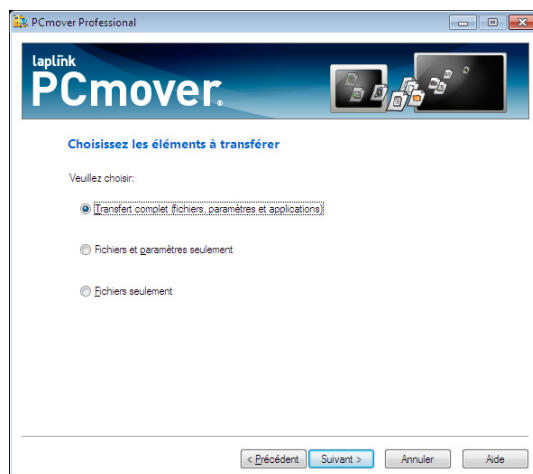 PCmover Professional
laplink
PCmover.
Choisissez les éléments à transférer
Veuillez choisir:
Transfert complet (fichiers, paramètres et applications)
Fichiers et paramètres seulement
Fichiers seulement
< Précédent Suivant > Annuler Aide